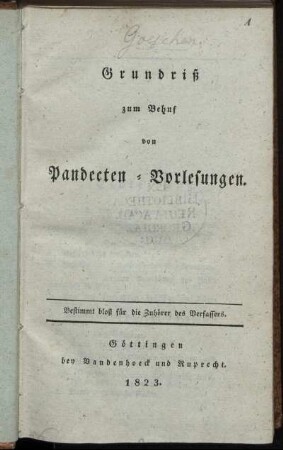 1
Goeschen
Grundriß
zum Behuf
von
Pandecten-Vorlesungen.
Bestimmt bloß für die Zuhörer des Verfassers.
Göttingen
bey Vandenhoeck und Ruprecht.
1823.